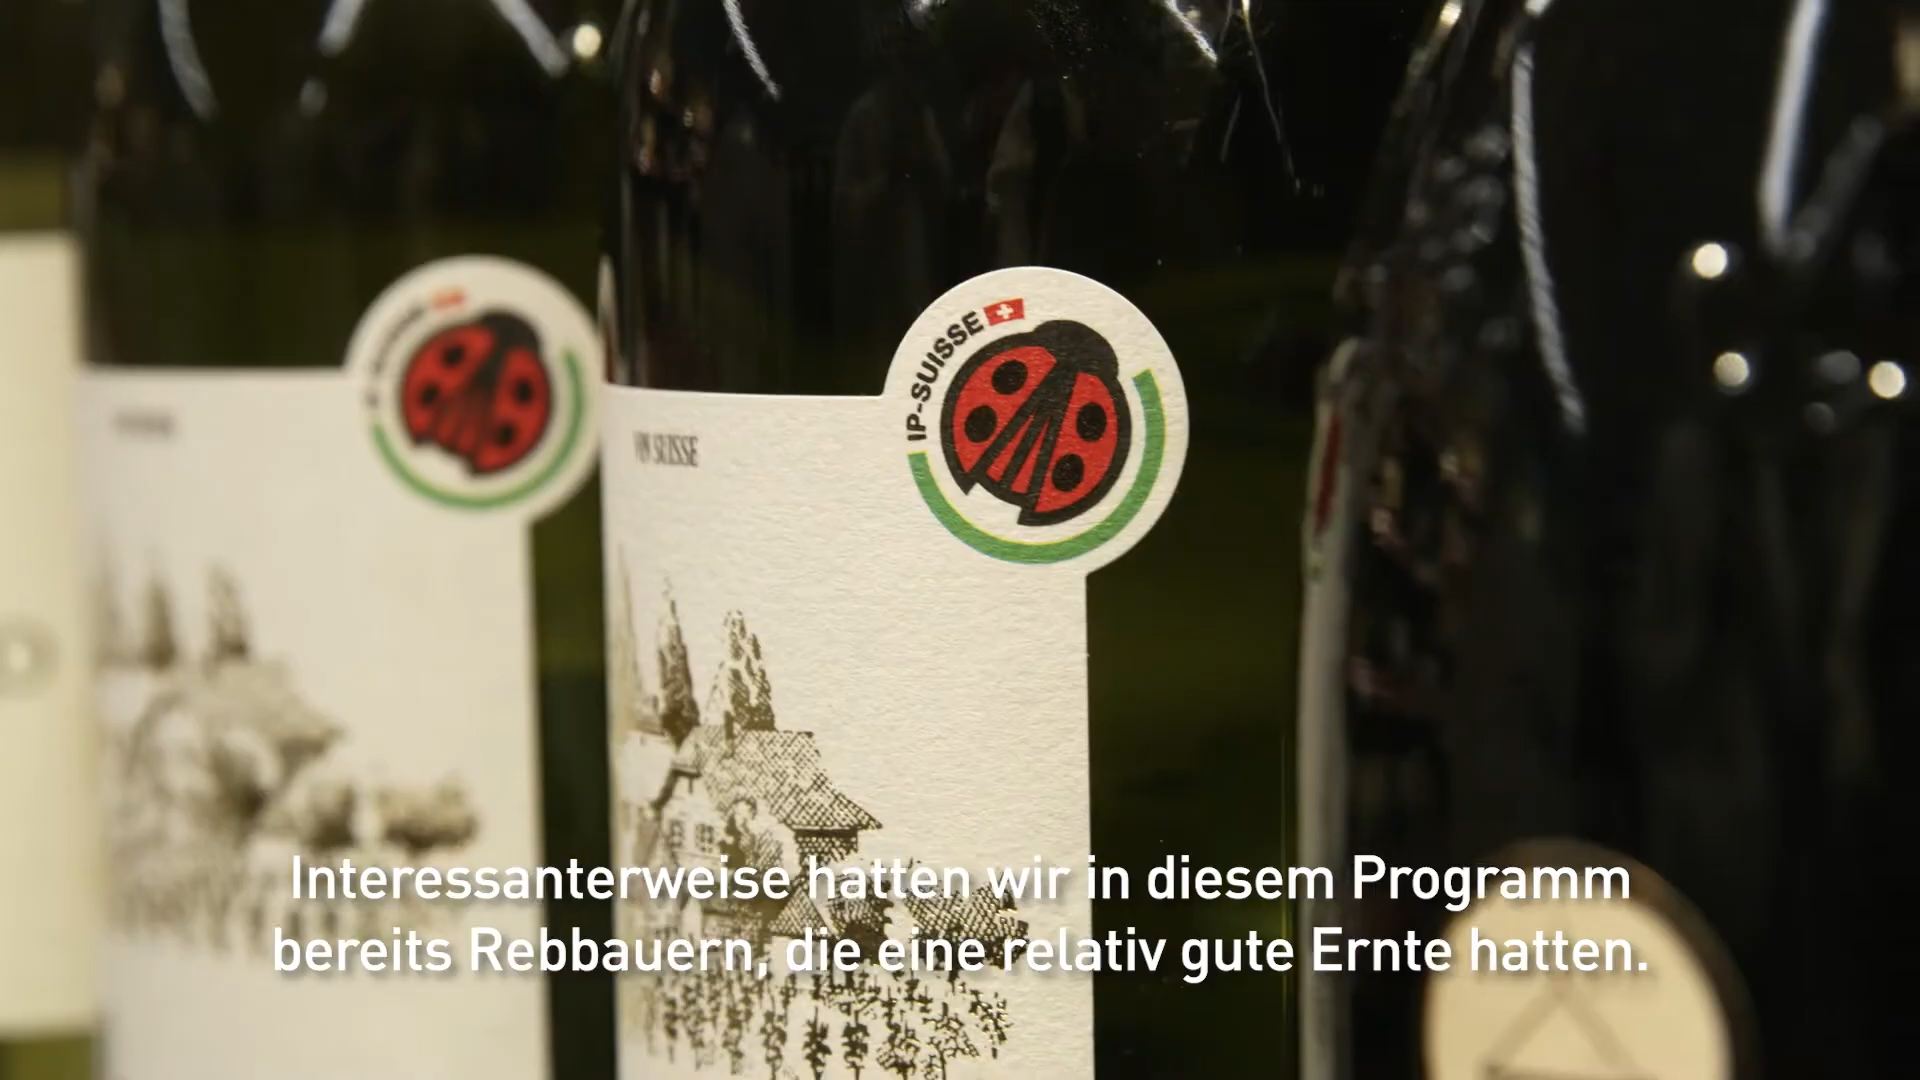 IP-SUISSE
VIN SUISSE
Interessanterweise hatten wir in diesem Programm
bereits Rebbauern, die eine relativ gute Ernte hatten.